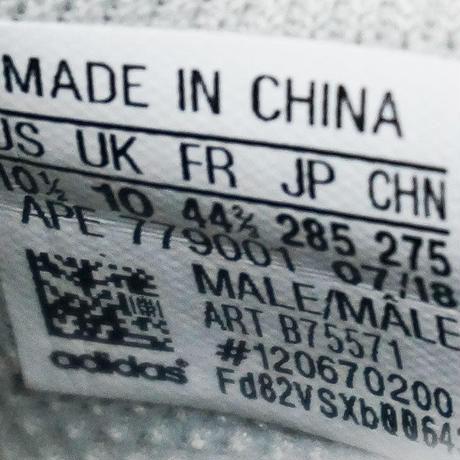 MADE IN CHINA
US UK FR JP CHN
10½ 10 44⅔ 285 275
APE 779001 07/18
MALE/MÂLE
ART B75571
#120670200
adidas